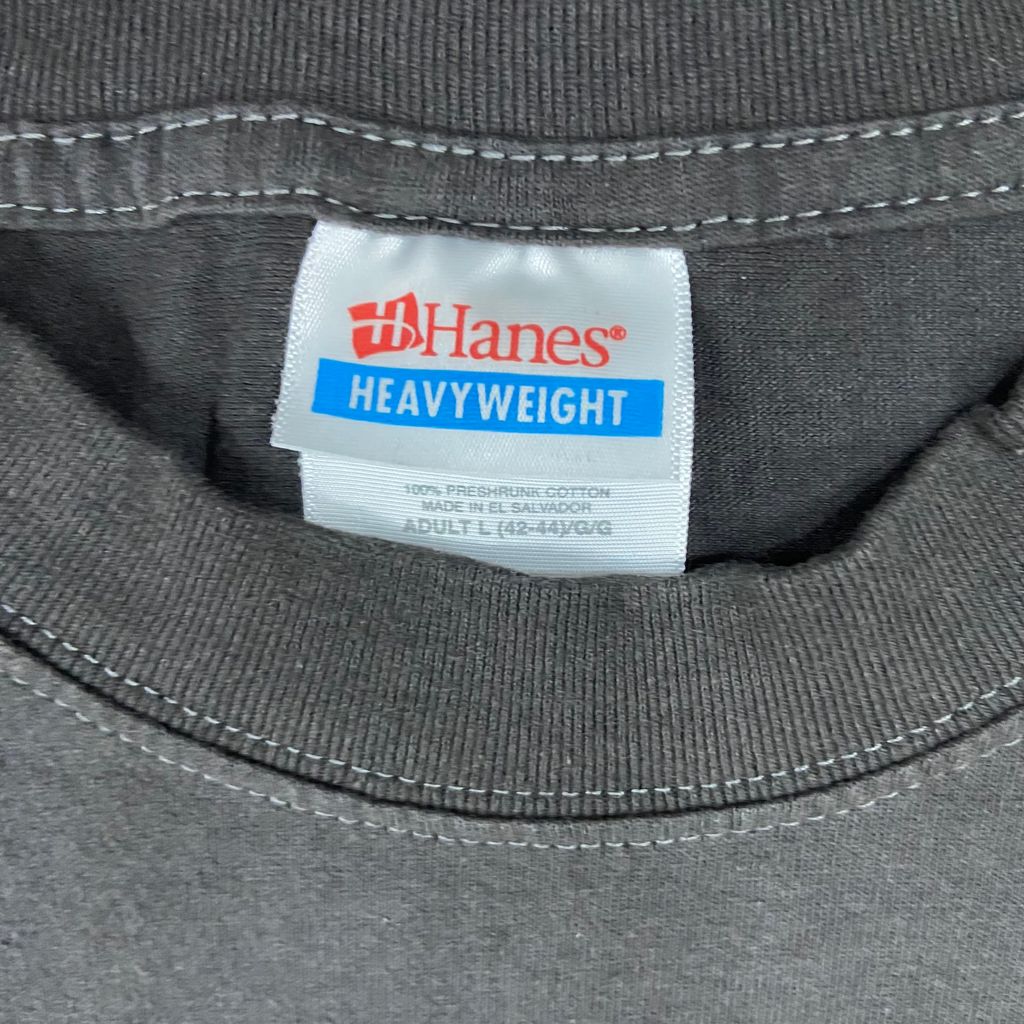 Hanes®
HEAVYWEIGHT
100% PRESHRUNK COTTON
MADE IN EL SALVADOR
ADULT L (42-44)/G/G